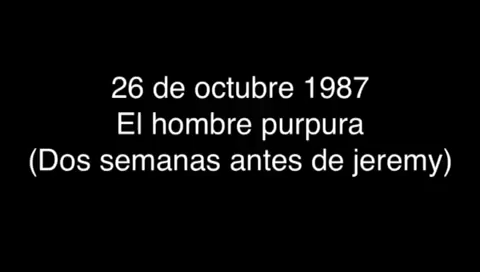 26 de octubre 1987
El hombre purpura
(Dos semanas antes de jeremy)